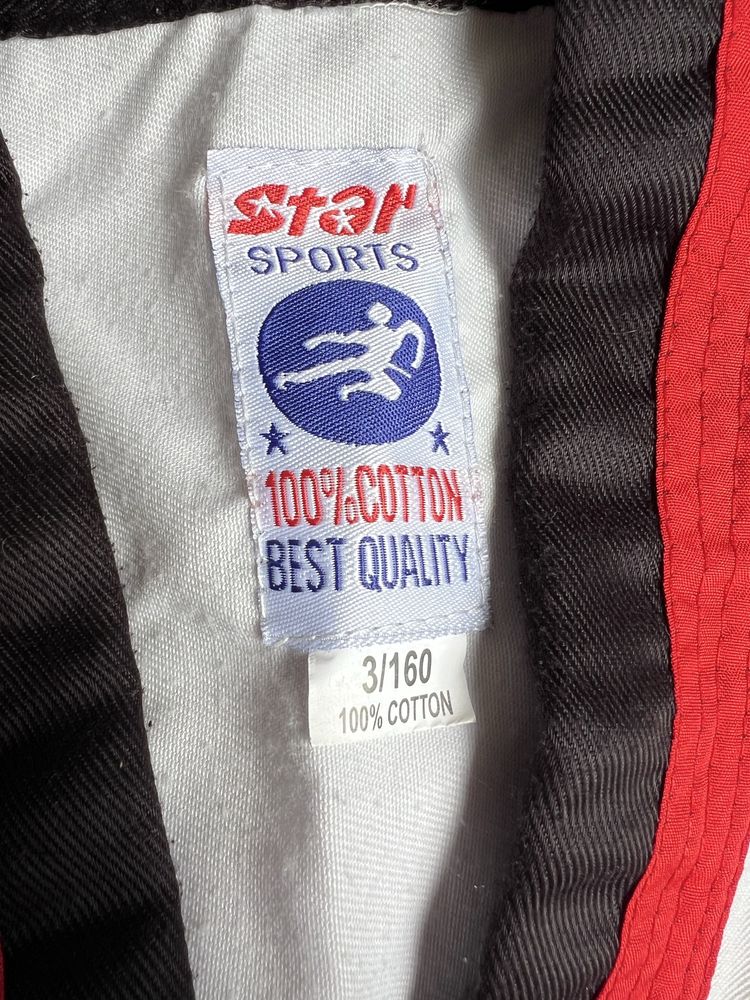 Star
SPORTS
100%COTTON
BEST QUALITY
3/160
100% COTTON